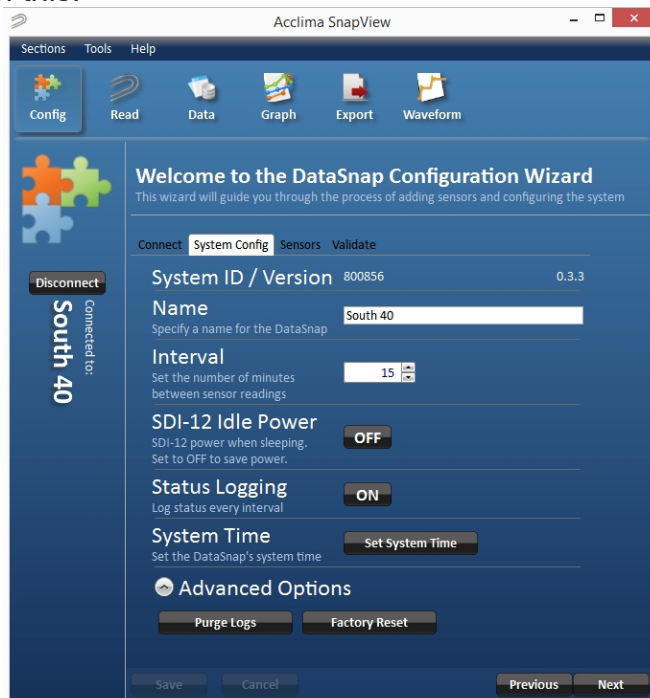 Acclima SnapView
Sections Tools Help
Config Read Data Graph Export Waveform
Welcome to the DataSnap Configuration Wizard
This wizard will guide you through the process of adding sensors and configuring the system
Connect System Config Sensors Validate
Disconnect
Connected to:
South 40
System ID / Version 800856 0.3.3
Name
Specify a name for the DataSnap
South 40
Interval
Set the number of minutes
between sensor readings
15
SDI-12 Idle Power
SDI-12 power when sleeping.
Set to OFF to save power.
OFF
Status Logging
Log status every interval
ON
System Time
Set the DataSnap's system time
Set System Time
Advanced Options
Purge Logs Factory Reset
Save Cancel Previous Next